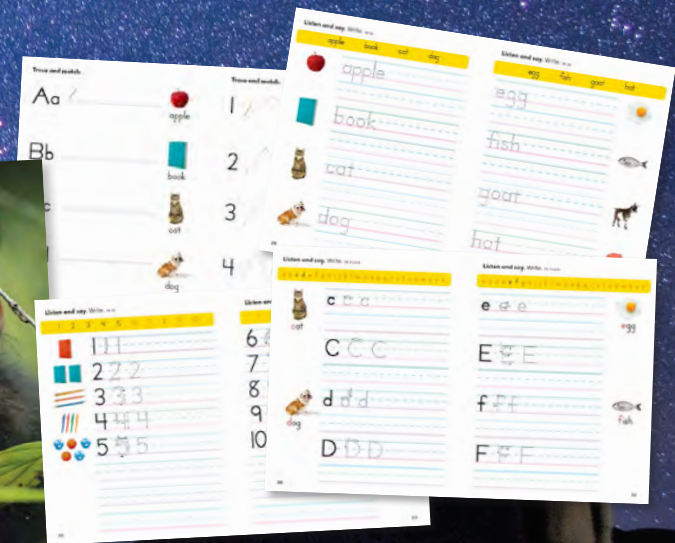 Trace and match.
Aa
apple
Bb
book
cat
dog
Trace and match.
1
2
3
4
Listen and say. Write.
apple book cat dog
apple
book
cat
dog
Listen and say. Write.
egg fish goat hat
egg
fish
goat
hat
Listen and say. Write.
1 2 3 4 5
1 1 1
2 2 2
3 3 3
4 4 4
5 5 5
6
7
8
9
10
Listen and say. Write.
c c c
cat
C C C
d d d
dog
D D D
Listen and say. Write.
e e e
egg
E E E
f f f
fish
F F F